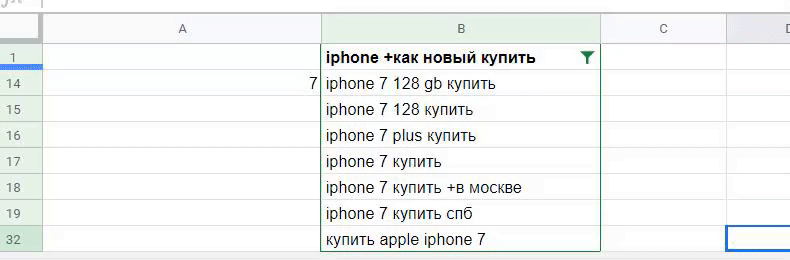 A B C D
1 iphone +как новый купить
14 7 iphone 7 128 gb купить
15 iphone 7 128 купить
16 iphone 7 plus купить
17 iphone 7 купить
18 iphone 7 купить +в москве
19 iphone 7 купить спб
32 купить apple iphone 7